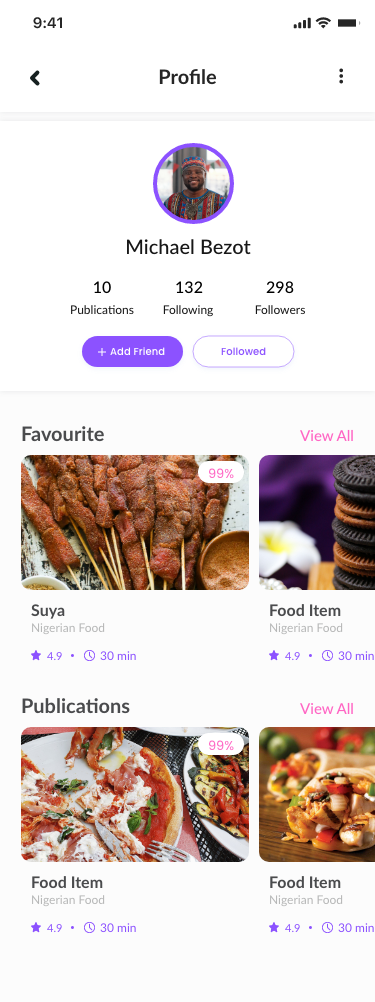 9:41
Profile
Michael Bezot
10 132 298
Publications Following Followers
+ Add Friend Followed
Favourite View All
99%
Suya Food Item
Nigerian Food Nigerian Food
4.9 • 30 min 4.9 • 30 min
Publications View All
99%
Food Item Food Item
Nigerian Food Nigerian Food
4.9 • 30 min 4.9 • 30 min